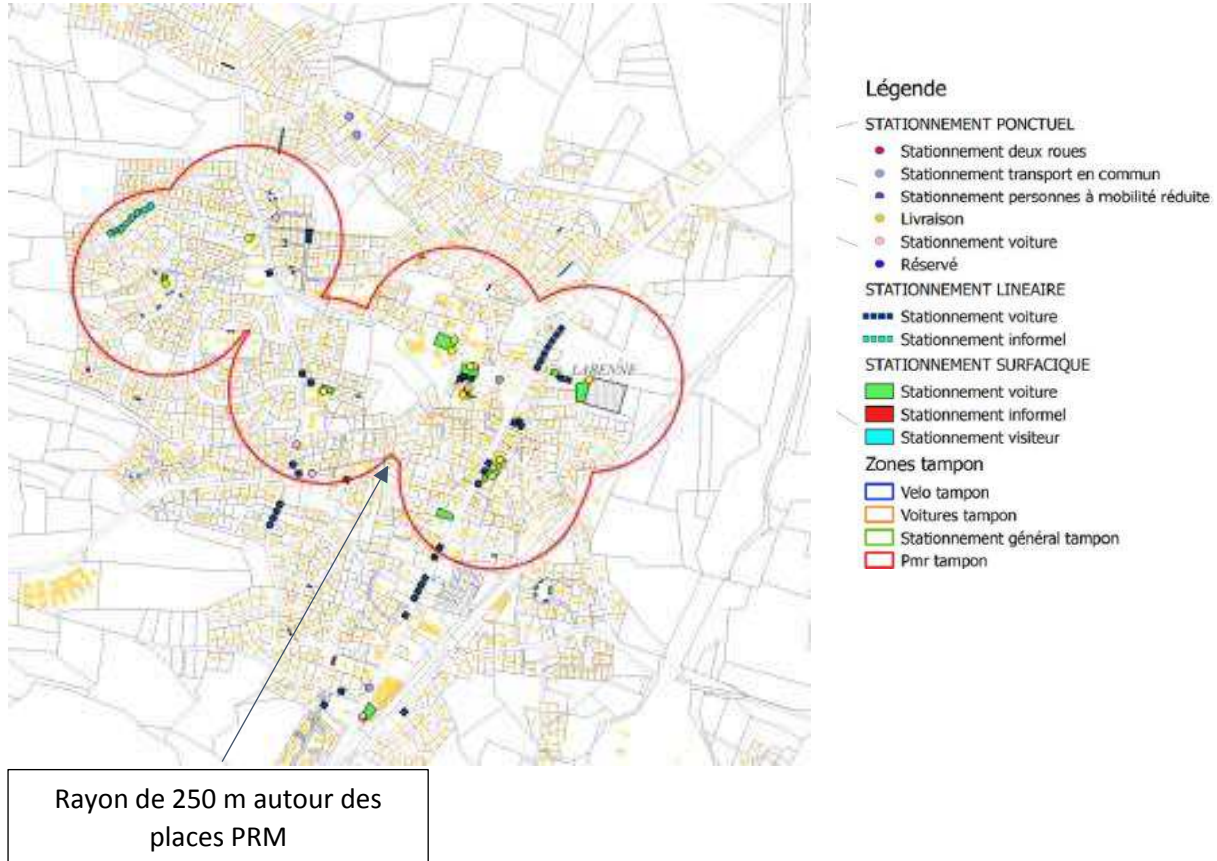 LARENNE
Légende
STATIONNEMENT PONCTUEL
Stationnement deux roues
Stationnement transport en commun
Stationnement personnes à mobilité réduite
Livraison
Stationnement voiture
Réservé
STATIONNEMENT LINEAIRE
Stationnement voiture
Stationnement informel
STATIONNEMENT SURFACIQUE
Stationnement voiture
Stationnement informel
Stationnement visiteur
Zones tampon
Velo tampon
Voitures tampon
Stationnement général tampon
Pmr tampon
Rayon de 250 m autour des
places PRM